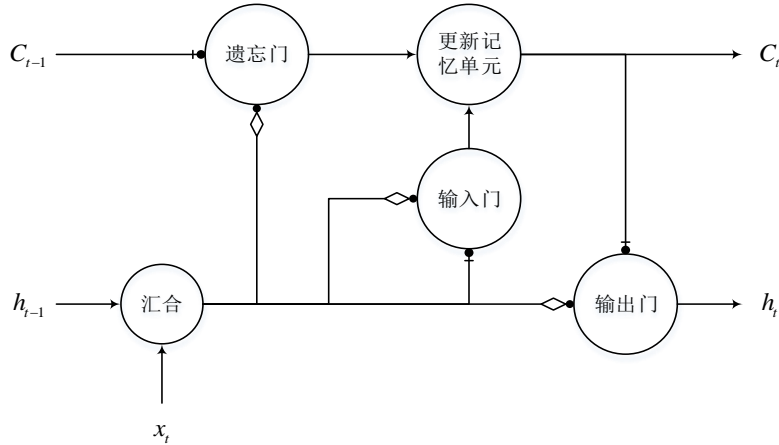 C_{t-1}
遗忘门
更新记
忆单元
C_t
输入门
h_{t-1}
汇合
输出门
h_t
x_t